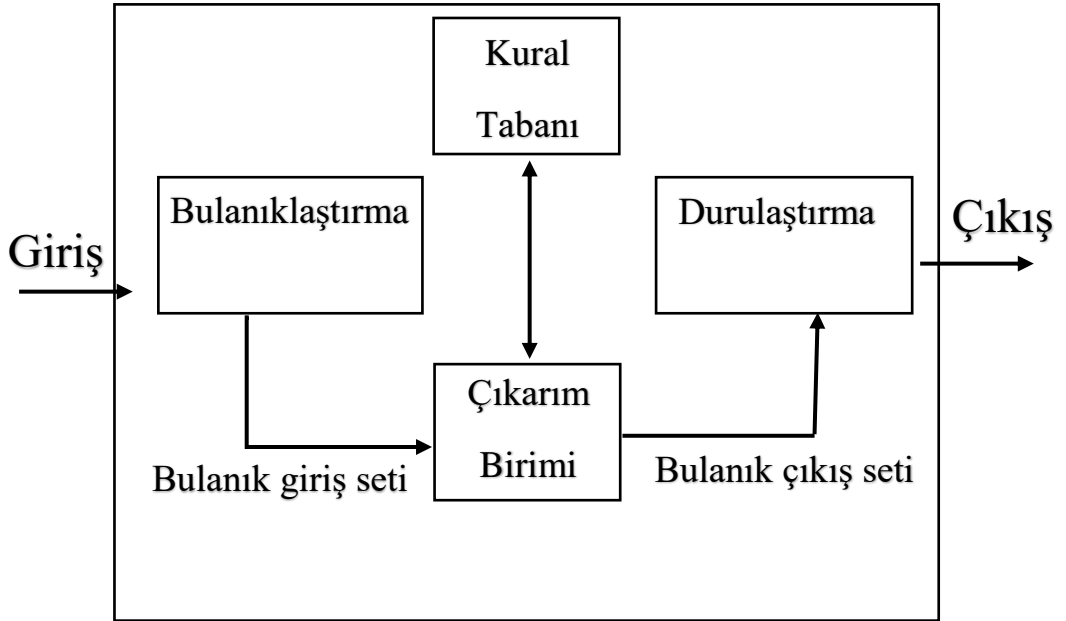 Kural
Tabanı
Bulanıklaştırma
Durulaştırma
Giriş
Çıkış
Çıkarım
Birimi
Bulanık giriş seti
Bulanık çıkış seti